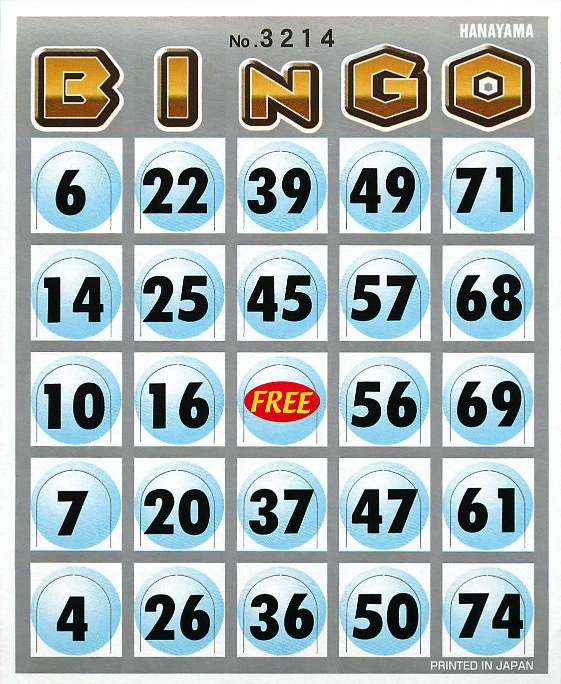 HANAYAMA
No.3214
BINGO
6 22 39 49 71
14 25 45 57 68
10 16 FREE 56 69
7 20 37 47 61
4 26 36 50 74
PRINTED IN JAPAN